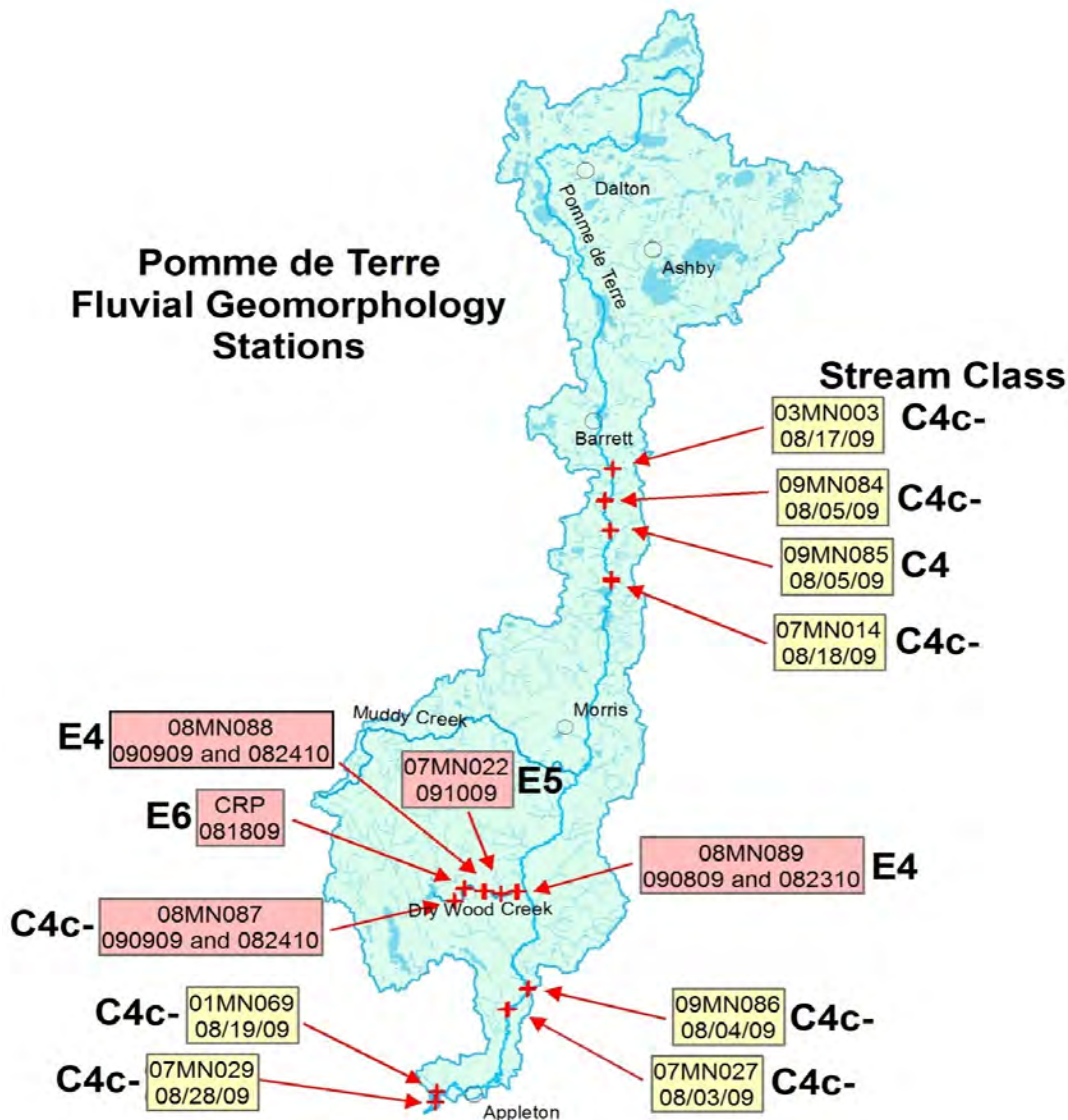 Dalton
Pomme de Terre
Ashby
Pomme de Terre
Fluvial Geomorphology
Stations
Stream Class
03MN003
08/17/09
C4c-
Barrett
09MN084
08/05/09
C4c-
09MN085
08/05/09
C4
07MN014
08/18/09
C4c-
Muddy Creek
Morris
E4
08MN088
090909 and 082410
07MN022
091009
E5
E6
CRP
081809
08MN089
090809 and 082310
E4
Dry Wood Creek
C4c-
08MN087
090909 and 082410
C4c-
01MN069
08/19/09
09MN086
08/04/09
C4c-
C4c-
07MN029
08/28/09
07MN027
08/03/09
C4c-
Appleton